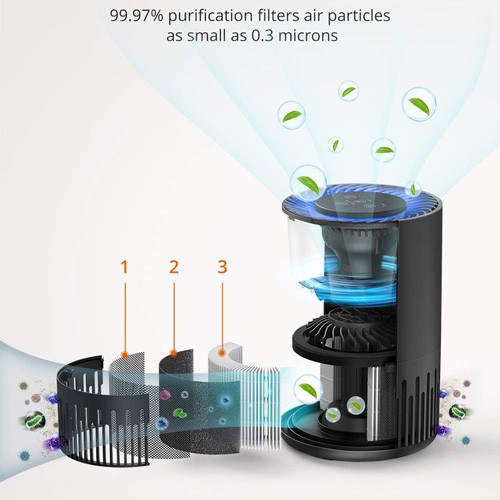 99.97% purification filters air particles
as small as 0.3 microns
1 2 3